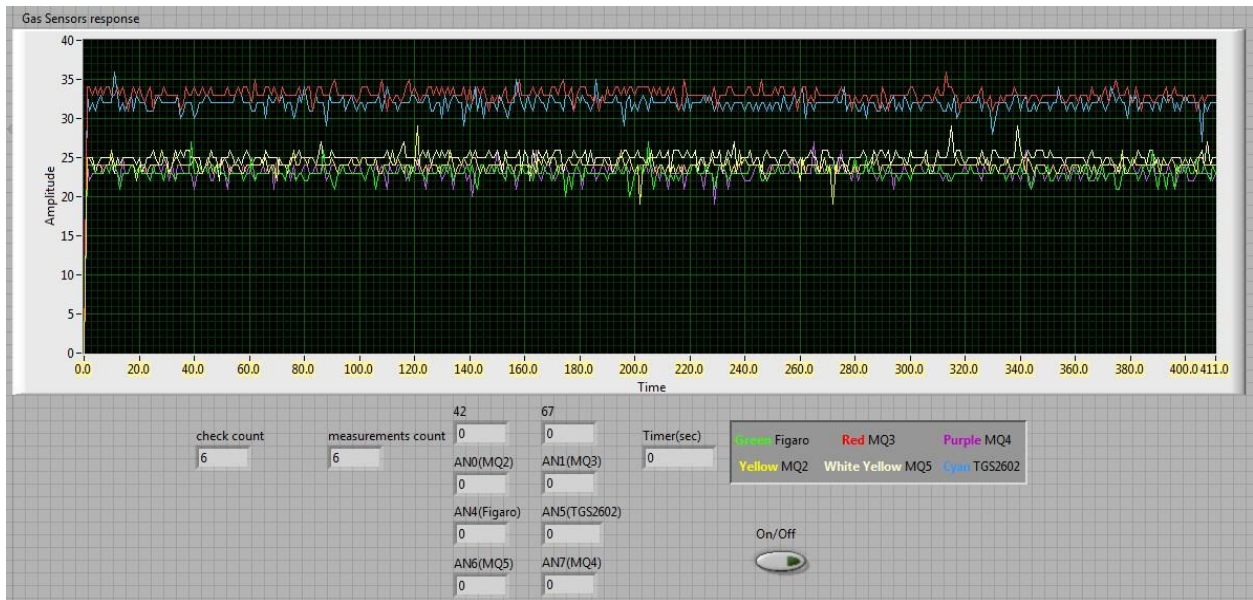 Gas Sensors response
Amplitude
40
35
30
25
20
15
10
5
0
0.0 20.0 40.0 60.0 80.0 100.0 120.0 140.0 160.0 180.0 200.0 220.0 240.0 260.0 280.0 300.0 320.0 340.0 360.0 380.0 400.0 411.0
Time
42 67
check count measurements count 0 0 Timer(sec)
6 6 AN0(MQ2) AN1(MQ3) 0
0 0
AN4(Figaro) AN5(TGS2602)
0 0
AN6(MQ5) AN7(MQ4)
0 0
Green Figaro Red MQ3 Purple MQ4
Yellow MQ2 White Yellow MQ5 Cyan TGS2602
On/Off